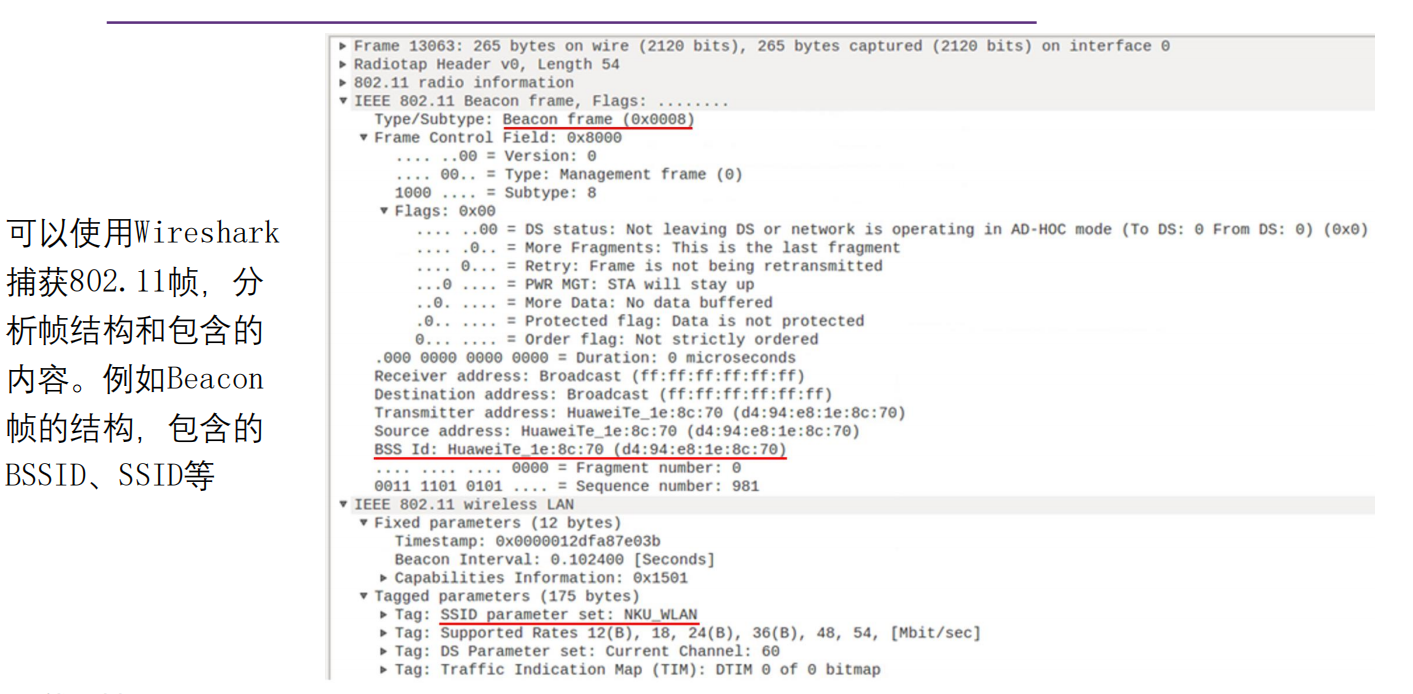 可以使用Wireshark
捕获802.11帧，分
析帧结构和包含的
内容。例如Beacon
帧的结构，包含的
BSSID、SSID等
Frame 13063: 265 bytes on wire (2120 bits), 265 bytes captured (2120 bits) on interface 0
Radiotap Header v0, Length 54
802.11 radio information
IEEE 802.11 Beacon frame, Flags: ........
Type/Subtype: Beacon frame (0x0008)
Frame Control Field: 0x8000
.... ..00 = Version: 0
.... 00.. = Type: Management frame (0)
1000 .... = Subtype: 8
Flags: 0x00
.... ..00 = DS status: Not leaving DS or network is operating in AD-HOC mode (To DS: 0 From DS: 0) (0x0)
.... .0.. = More Fragments: This is the last fragment
.... 0... = Retry: Frame is not being retransmitted
...0 .... = PWR MGT: STA will stay up
..0. .... = More Data: No data buffered
.0.. .... = Protected flag: Data is not protected
0... .... = Order flag: Not strictly ordered
.000 0000 0000 0000 = Duration: 0 microseconds
Receiver address: Broadcast (ff:ff:ff:ff:ff:ff)
Destination address: Broadcast (ff:ff:ff:ff:ff:ff)
Transmitter address: HuaweiTe_1e:8c:70 (d4:94:e8:1e:8c:70)
Source address: HuaweiTe_1e:8c:70 (d4:94:e8:1e:8c:70)
BSS Id: HuaweiTe_1e:8c:70 (d4:94:e8:1e:8c:70)
.... .... .... 0000 = Fragment number: 0
0011 1101 0101 .... = Sequence number: 981
IEEE 802.11 wireless LAN
Fixed parameters (12 bytes)
Timestamp: 0x0000012dfa87e03b
Beacon Interval: 0.102400 [Seconds]
Capabilities Information: 0x1501
Tagged parameters (175 bytes)
Tag: SSID parameter set: NKU_WLAN
Tag: Supported Rates 12(B), 18, 24(B), 36(B), 48, 54, [Mbit/sec]
Tag: DS Parameter set: Current Channel: 60
Tag: Traffic Indication Map (TIM): DTIM 0 of 0 bitmap